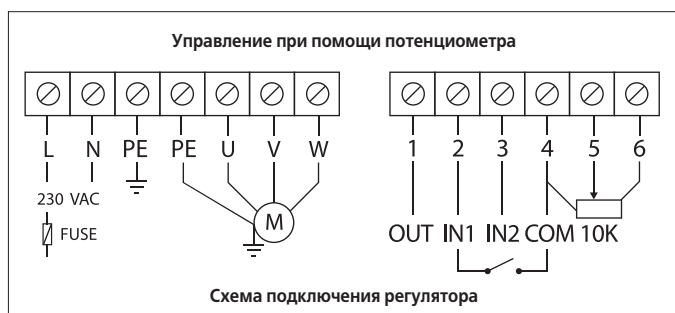 Управление при помощи потенциометра
L N PE PE U V W 1 2 3 4 5 6
230 VAC
FUSE
M
OUT IN1 IN2 COM 10K
Схема подключения регулятора